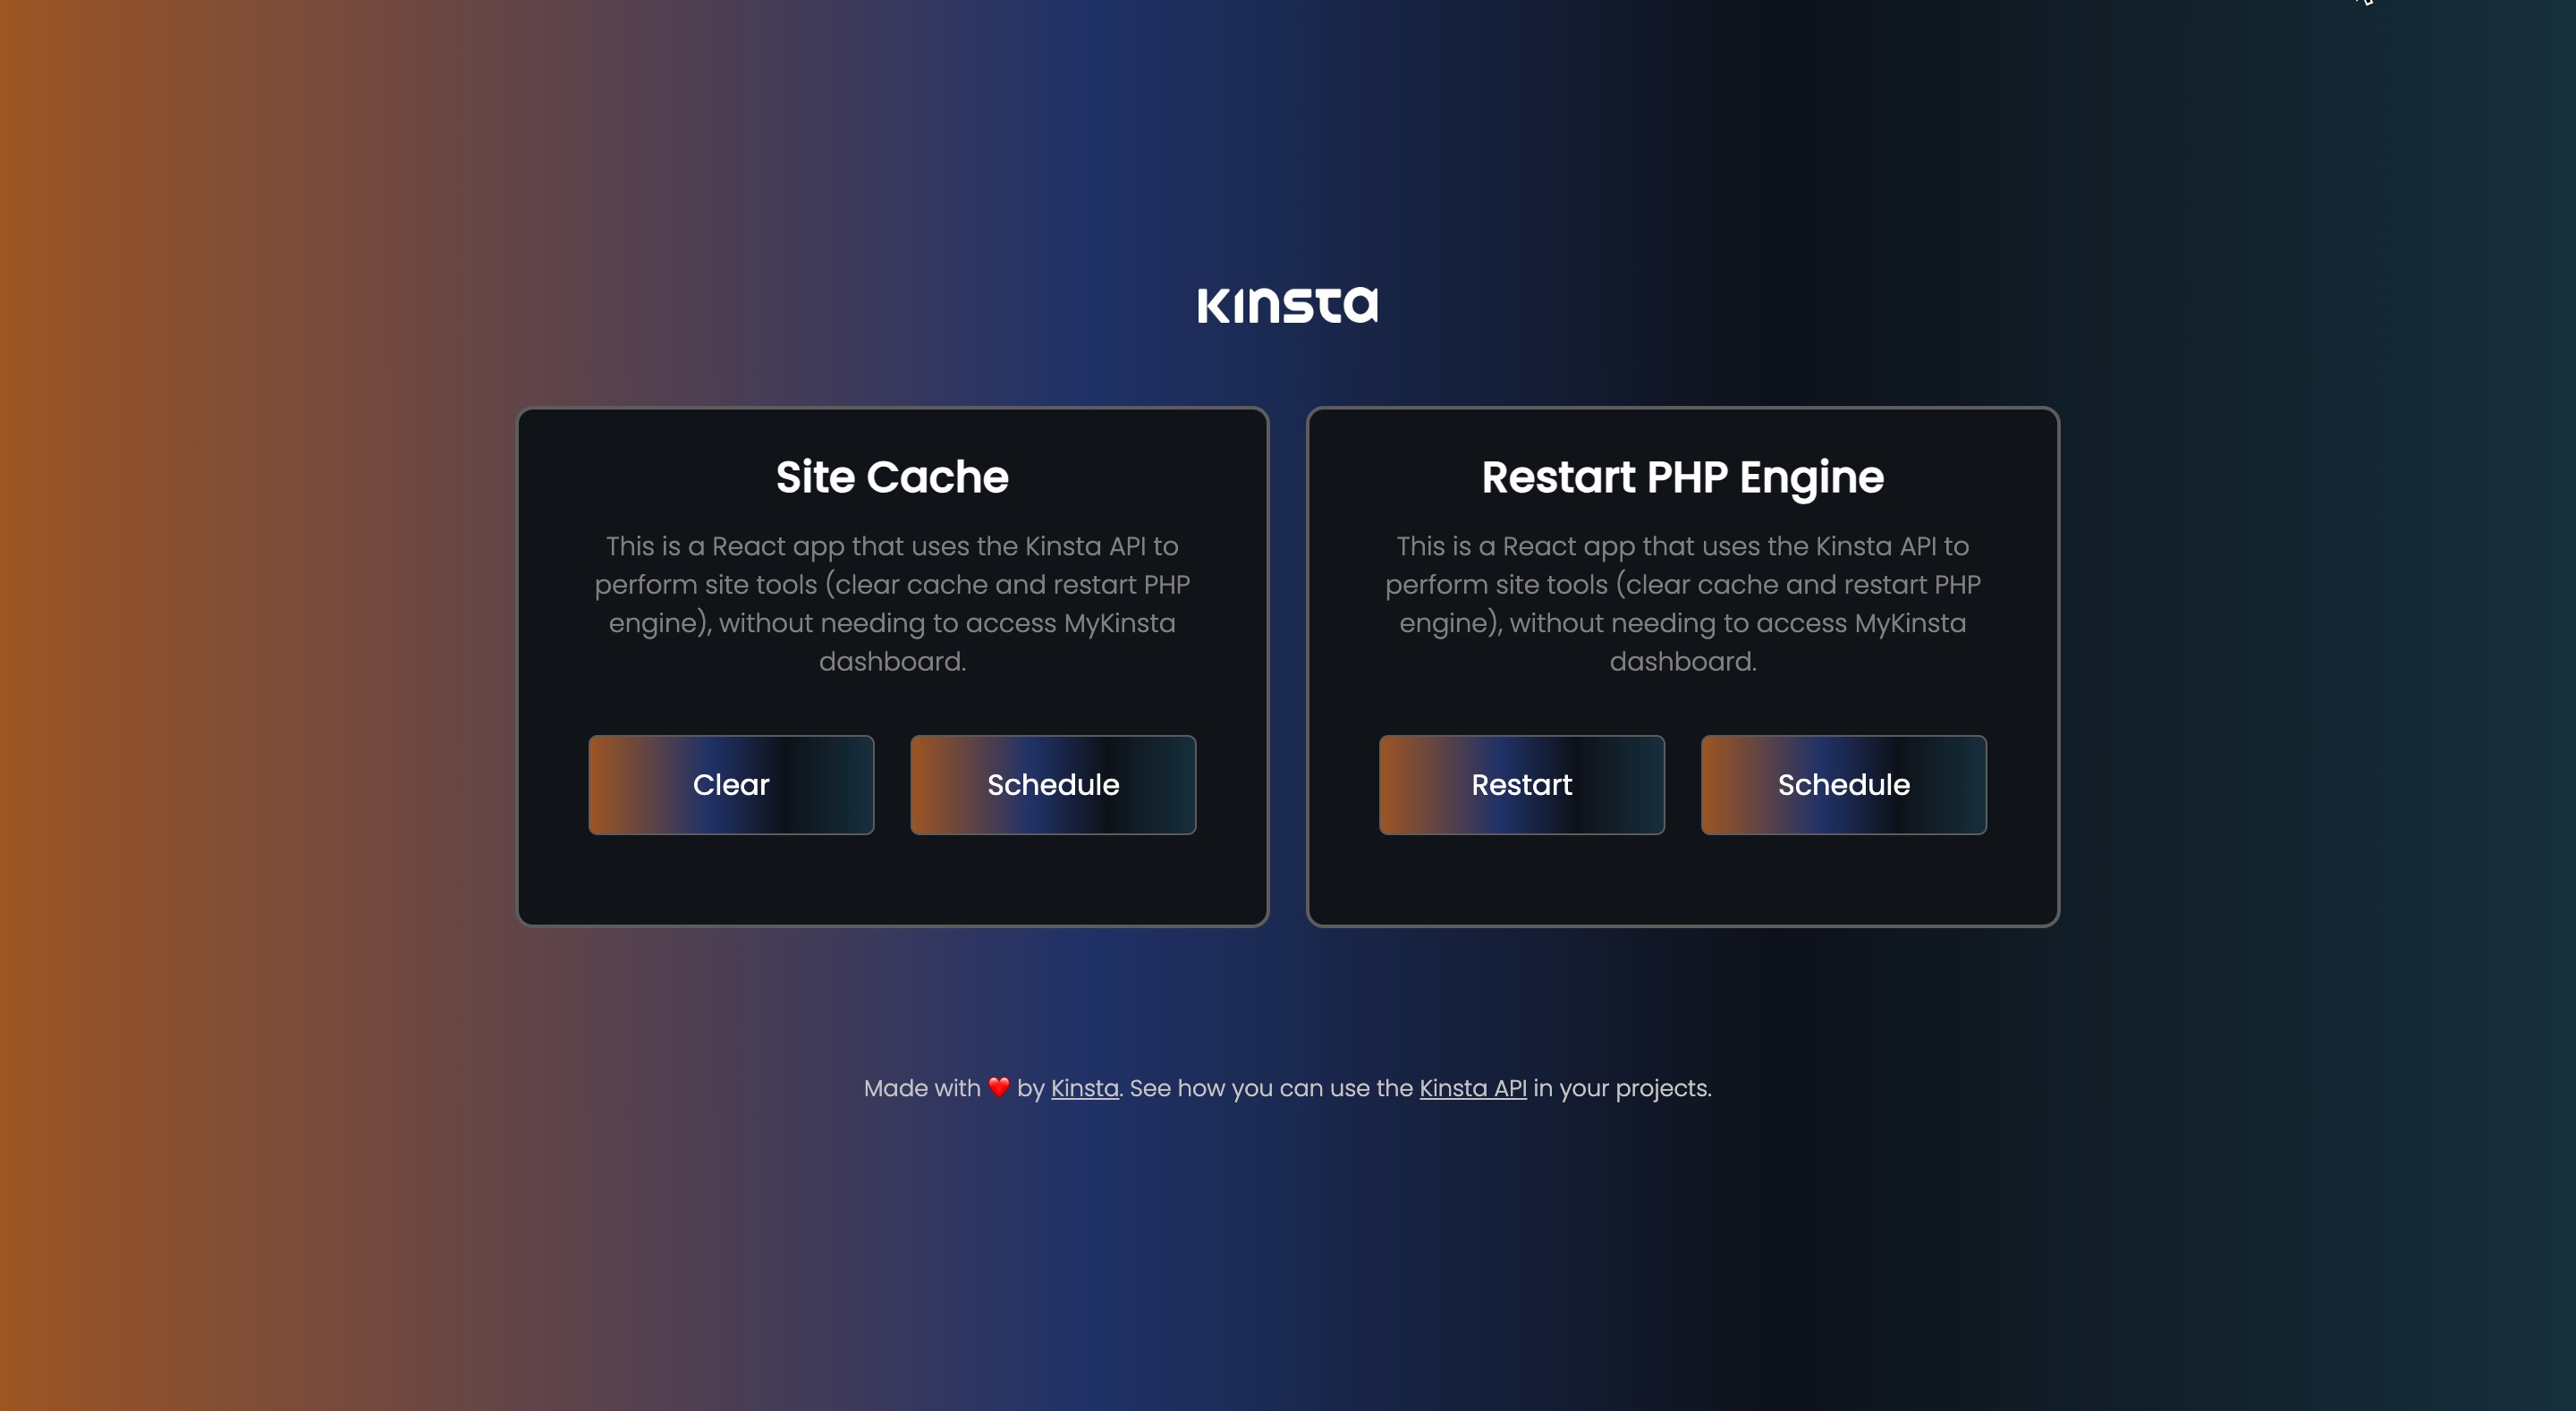 Kinsta
Site Cache
This is a React app that uses the Kinsta API to
perform site tools (clear cache and restart PHP
engine), without needing to access MyKinsta
dashboard.
Clear
Schedule
Restart PHP Engine
This is a React app that uses the Kinsta API to
perform site tools (clear cache and restart PHP
engine), without needing to access MyKinsta
dashboard.
Restart
Schedule
Made with ❤️ by Kinsta. See how you can use the Kinsta API in your projects.